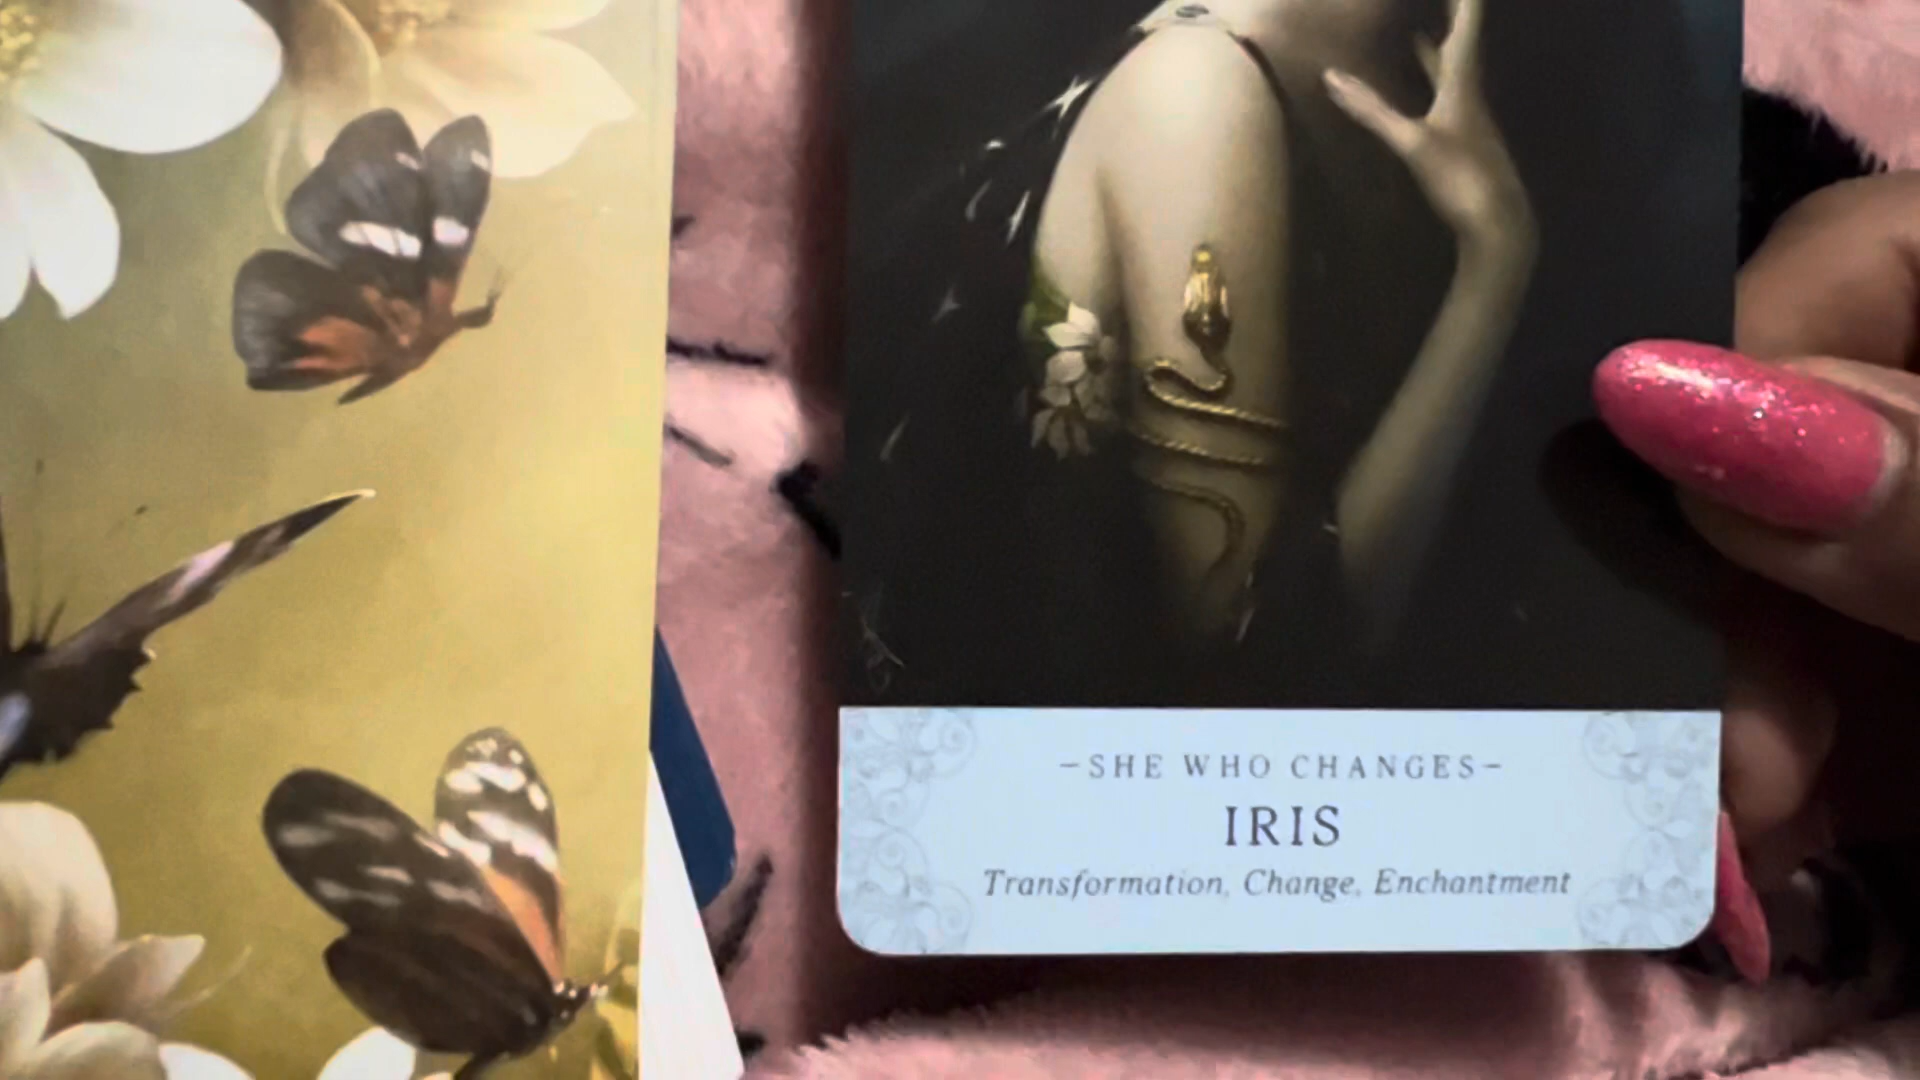 -SHE WHO CHANGES-
IRIS
Transformation, Change, Enchantment